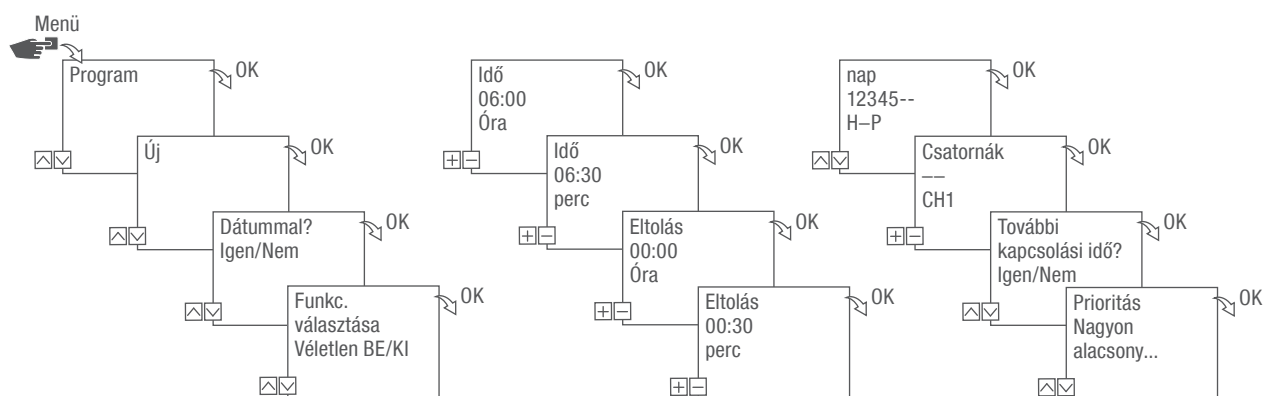 Menü
Program
OK
Új
OK
Dátummal?
Igen/Nem
OK
Funkc.
választása
Véletlen BE/KI
OK
Idő
06:00
Óra
OK
Idő
06:30
perc
OK
Eltolás
00:00
Óra
OK
Eltolás
00:30
perc
OK
nap
12345--
H–P
OK
Csatornák
––
CH1
OK
További
kapcsolási idő?
Igen/Nem
OK
Prioritás
Nagyon
alacsony...
OK